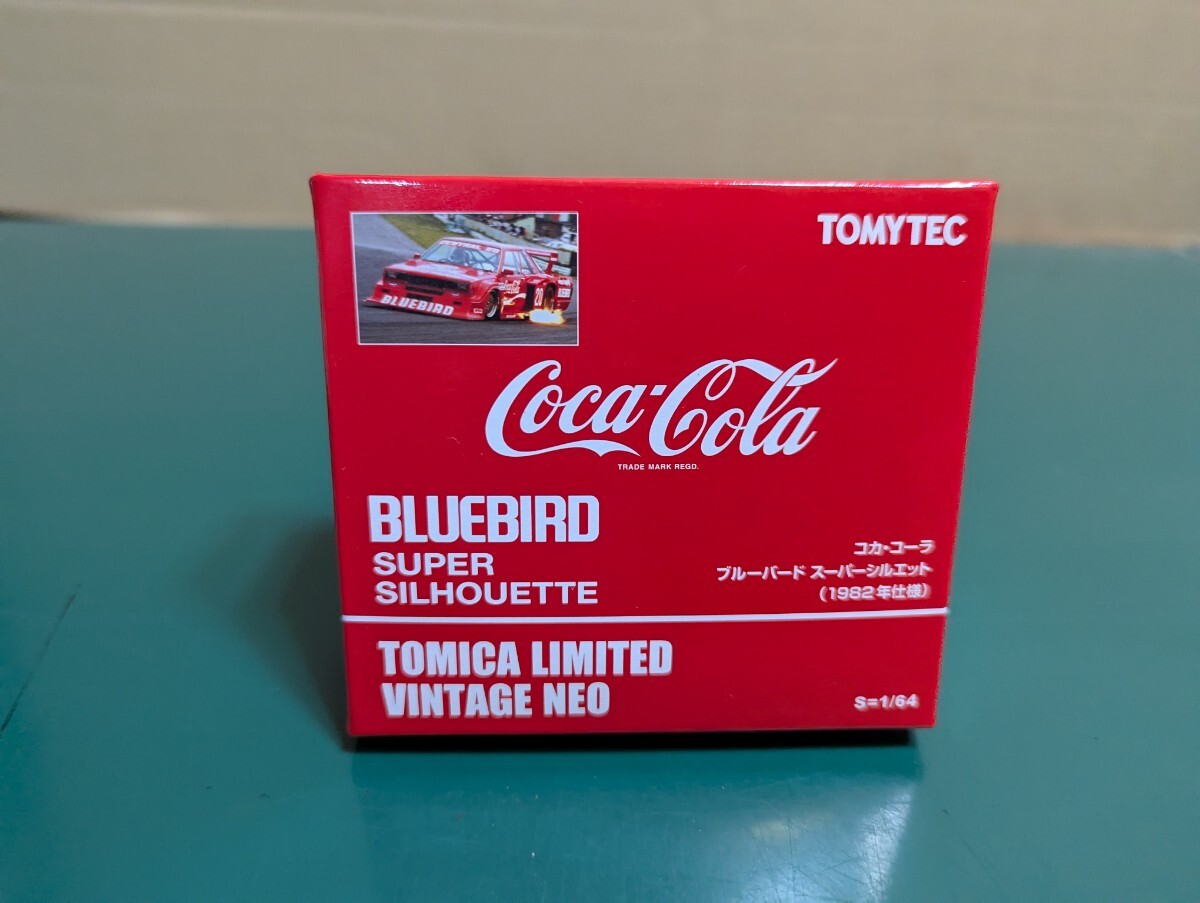 TOMYTEC
BLUEBIRD
20
Coca-Cola
TRADE MARK REGD.
BLUEBIRD
SUPER
SILHOUETTE
コカ・コーラ
ブルーバード スーパーシルエット
(1982年仕様)
TOMICA LIMITED
VINTAGE NEO
S=1/64